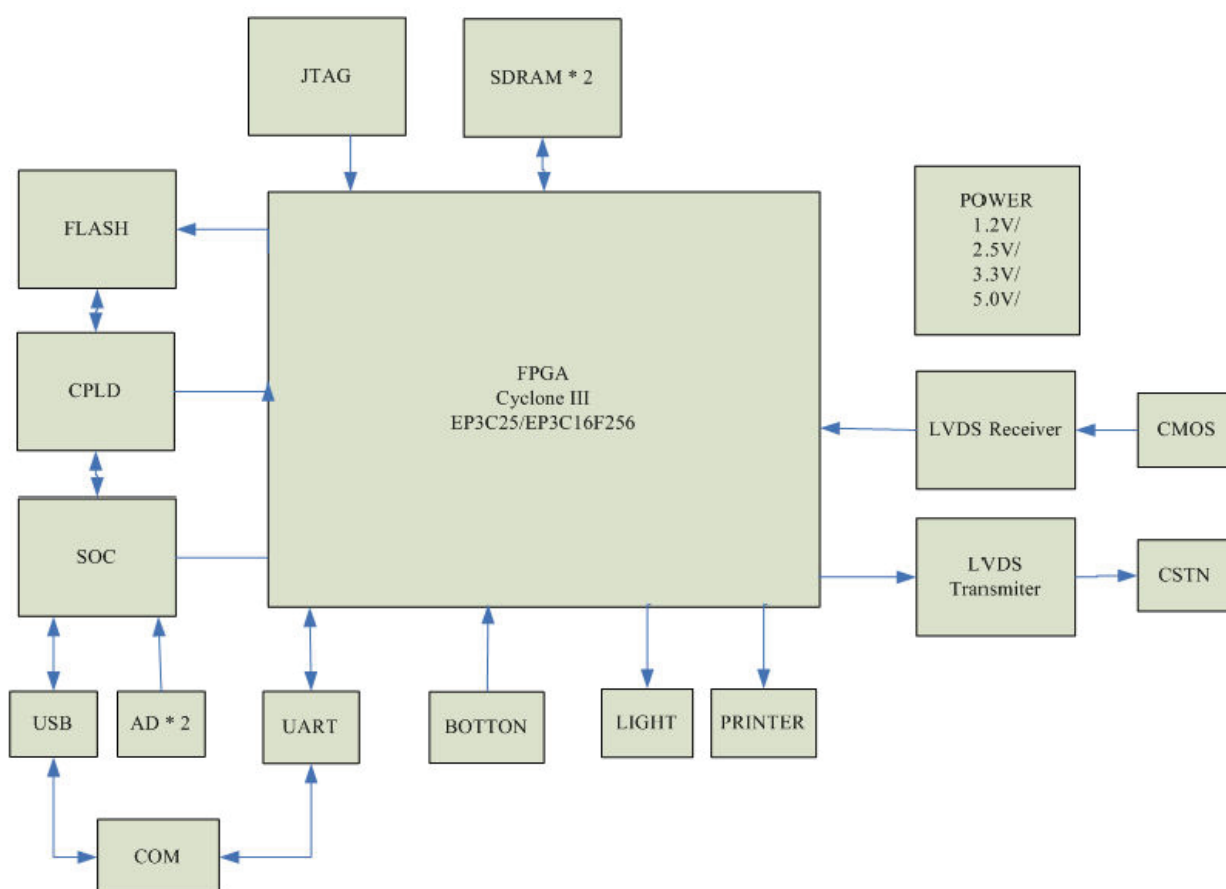 JTAG
SDRAM * 2
FLASH
POWER
1.2V/
2.5V/
3.3V/
5.0V/
CPLD
FPGA
Cyclone III
EP3C25/EP3C16F256
LVDS Receiver
CMOS
SOC
LVDS
Transmiter
CSTN
USB
AD * 2
UART
BOTTON
LIGHT
PRINTER
COM